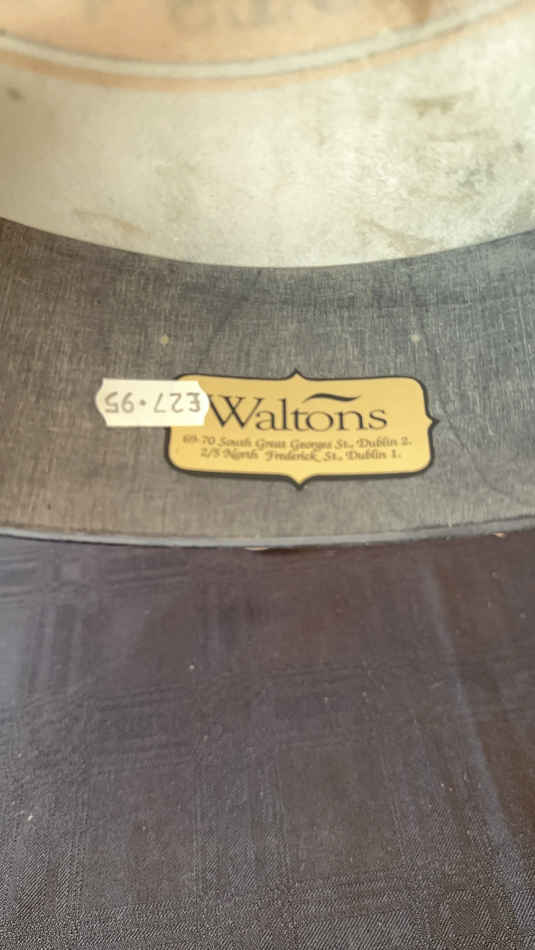 £27.95
Waltons
69-70 South Great Georges St., Dublin 2.
2/5 North Frederick St., Dublin 1.